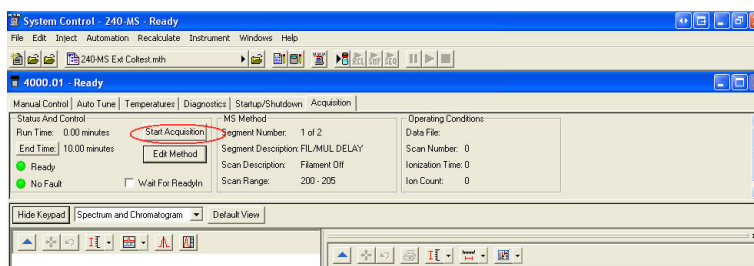 System Control - 240-MS - Ready
File Edit Inject Automation Recalculate Instrument Windows Help
240-MS Ext Coltest.mth RCL SMP SEQ
4000.01 - Ready
Manual Control Auto Tune Temperatures Diagnostics Startup/Shutdown Acquisition
Status And Control MS Method Operating Conditions
Run Time: 0.00 minutes Start Acquisition Segment Number: 1 of 2 Data File:
End Time: 10.00 minutes Edit Method Segment Description: FIL/MUL DELAY Scan Number: 0
Ready Scan Description: Filament Off Ionization Time: 0
No Fault Wait For ReadyIn Scan Range: 200 - 205 Ion Count: 0
Hide Keypad Spectrum and Chromatogram Default View